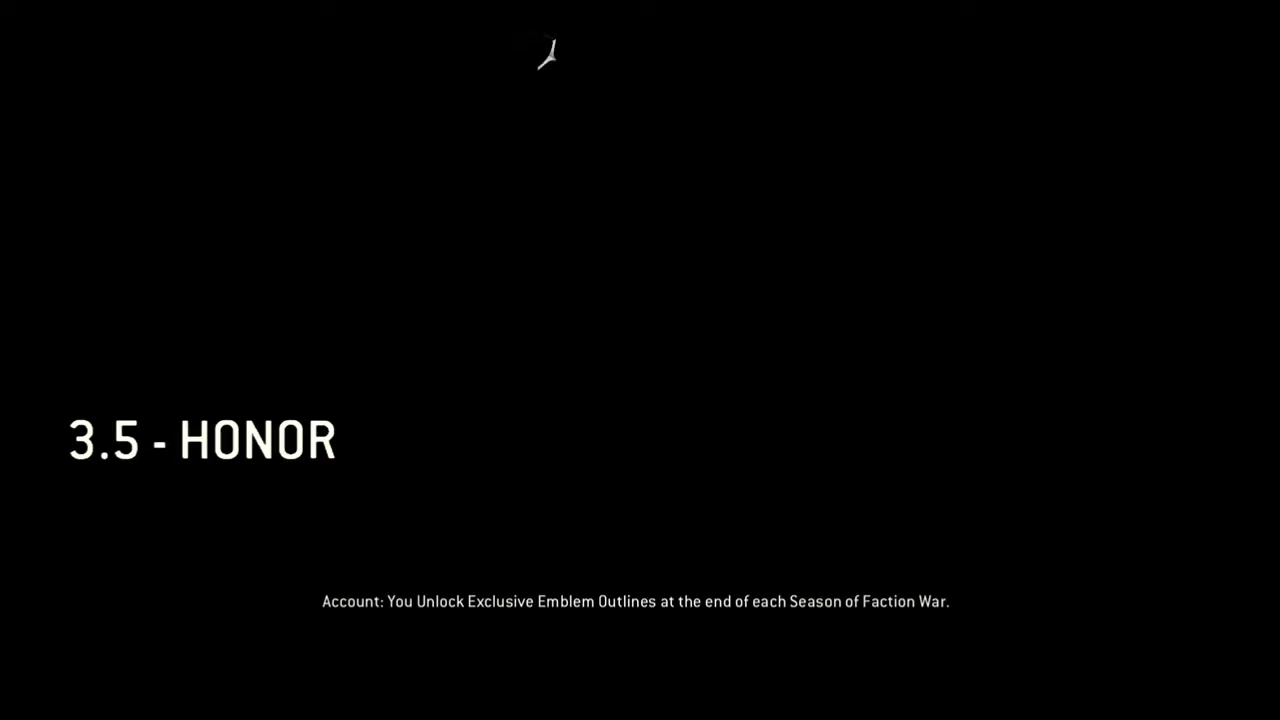 3.5 - HONOR
Account: You Unlock Exclusive Emblem Outlines at the end of each Season of Faction War.